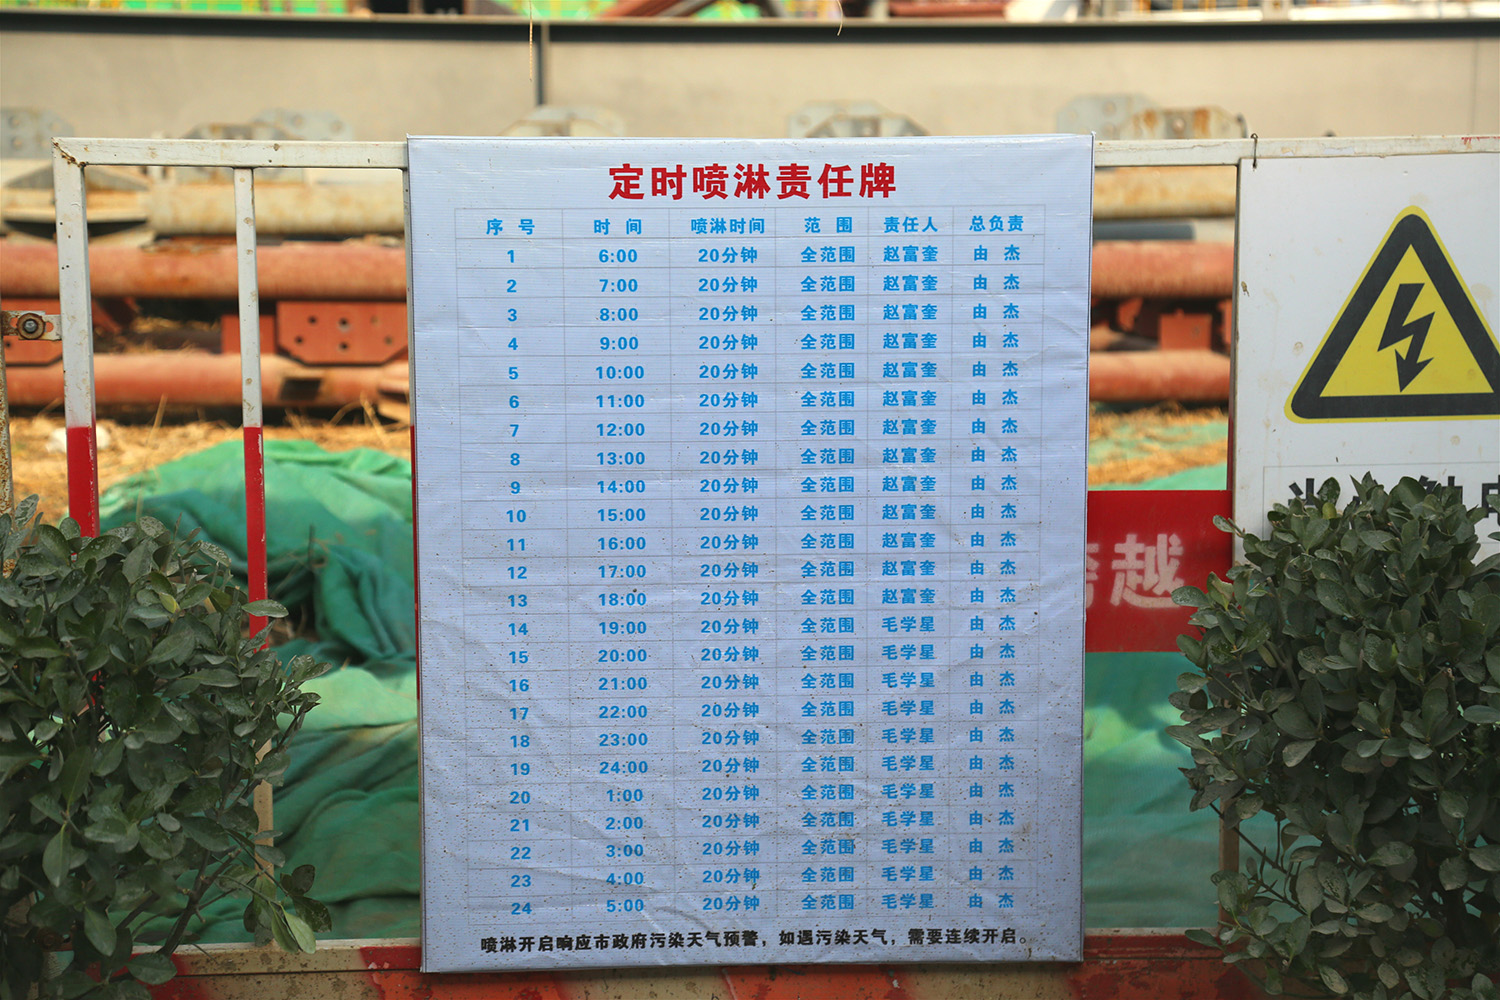 定时喷淋责任牌
序 号 时 间 喷淋时间 范 围 责任人 总负责
1 6:00 20分钟 全范围 赵富奎 由 杰
2 7:00 20分钟 全范围 赵富奎 由 杰
3 8:00 20分钟 全范围 赵富奎 由 杰
4 9:00 20分钟 全范围 赵富奎 由 杰
5 10:00 20分钟 全范围 赵富奎 由 杰
6 11:00 20分钟 全范围 赵富奎 由 杰
7 12:00 20分钟 全范围 赵富奎 由 杰
8 13:00 20分钟 全范围 赵富奎 由 杰
9 14:00 20分钟 全范围 赵富奎 由 杰
10 15:00 20分钟 全范围 赵富奎 由 杰
11 16:00 20分钟 全范围 赵富奎 由 杰
12 17:00 20分钟 全范围 赵富奎 由 杰
13 18:00 20分钟 全范围 赵富奎 由 杰
14 19:00 20分钟 全范围 毛学星 由 杰
15 20:00 20分钟 全范围 毛学星 由 杰
16 21:00 20分钟 全范围 毛学星 由 杰
17 22:00 20分钟 全范围 毛学星 由 杰
18 23:00 20分钟 全范围 毛学星 由 杰
19 24:00 20分钟 全范围 毛学星 由 杰
20 1:00 20分钟 全范围 毛学星 由 杰
21 2:00 20分钟 全范围 毛学星 由 杰
22 3:00 20分钟 全范围 毛学星 由 杰
23 4:00 20分钟 全范围 毛学星 由 杰
24 5:00 20分钟 全范围 毛学星 由 杰
喷淋开启响应市政府污染天气预警，如遇污染天气，需要连续开启。
越